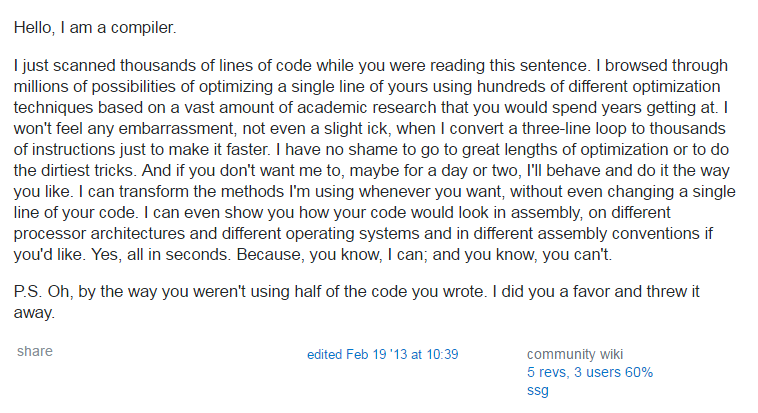 Hello, I am a compiler.
I just scanned thousands of lines of code while you were reading this sentence. I browsed through
millions of possibilities of optimizing a single line of yours using hundreds of different optimization
techniques based on a vast amount of academic research that you would spend years getting at. I
won't feel any embarrassment, not even a slight ick, when I convert a three-line loop to thousands
of instructions just to make it faster. I have no shame to go to great lengths of optimization or to do
the dirtiest tricks. And if you don't want me to, maybe for a day or two, I'll behave and do it the way
you like. I can transform the methods I'm using whenever you want, without even changing a single
line of your code. I can even show you how your code would look in assembly, on different
processor architectures and different operating systems and in different assembly conventions if
you'd like. Yes, all in seconds. Because, you know, I can; and you know, you can't.
P.S. Oh, by the way you weren't using half of the code you wrote. I did you a favor and threw it
away.
share
edited Feb 19 '13 at 10:39
community wiki
5 revs, 3 users 60%
ssg